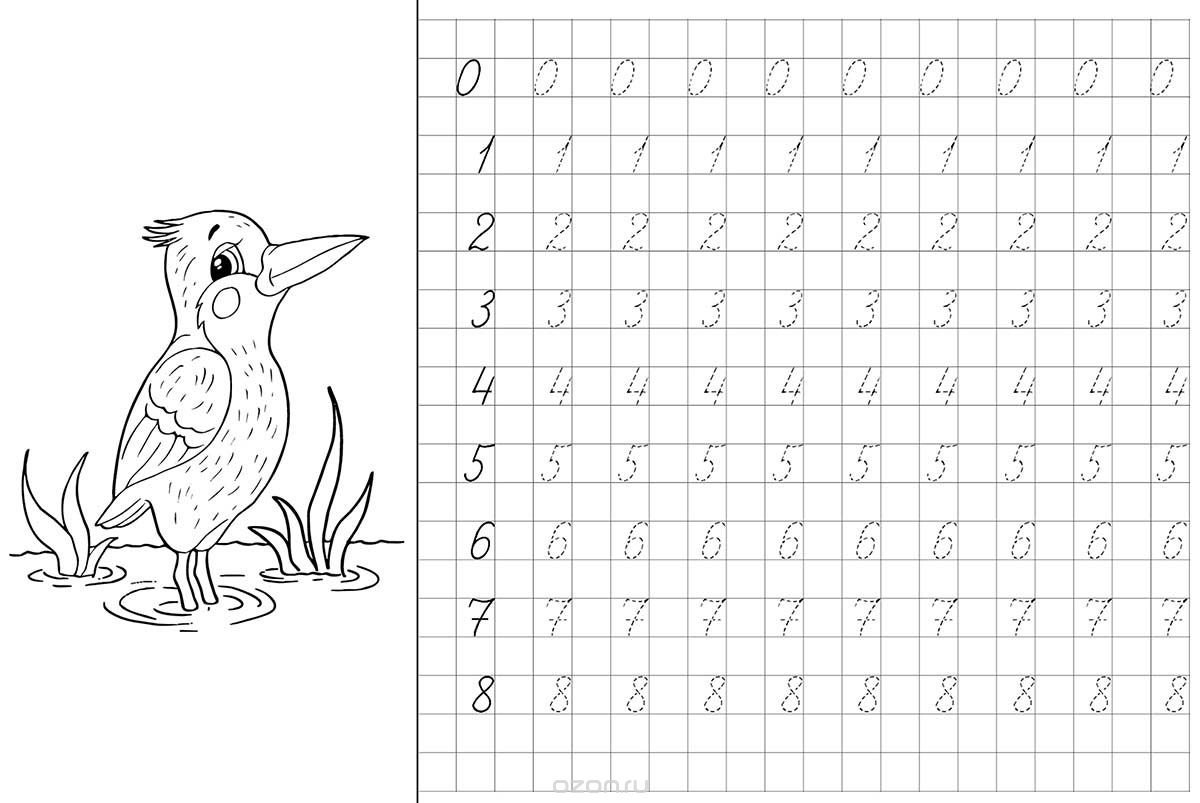 0 0 0 0 0 0 0 0 0 0
1 1 1 1 1 1 1 1 1 1
2 2 2 2 2 2 2 2 2 2
3 3 3 3 3 3 3 3 3 3
4 4 4 4 4 4 4 4 4 4
5 5 5 5 5 5 5 5 5 5
6 6 6 6 6 6 6 6 6 6
7 7 7 7 7 7 7 7 7 7
8 8 8 8 8 8 8 8 8 8
ozon.ru